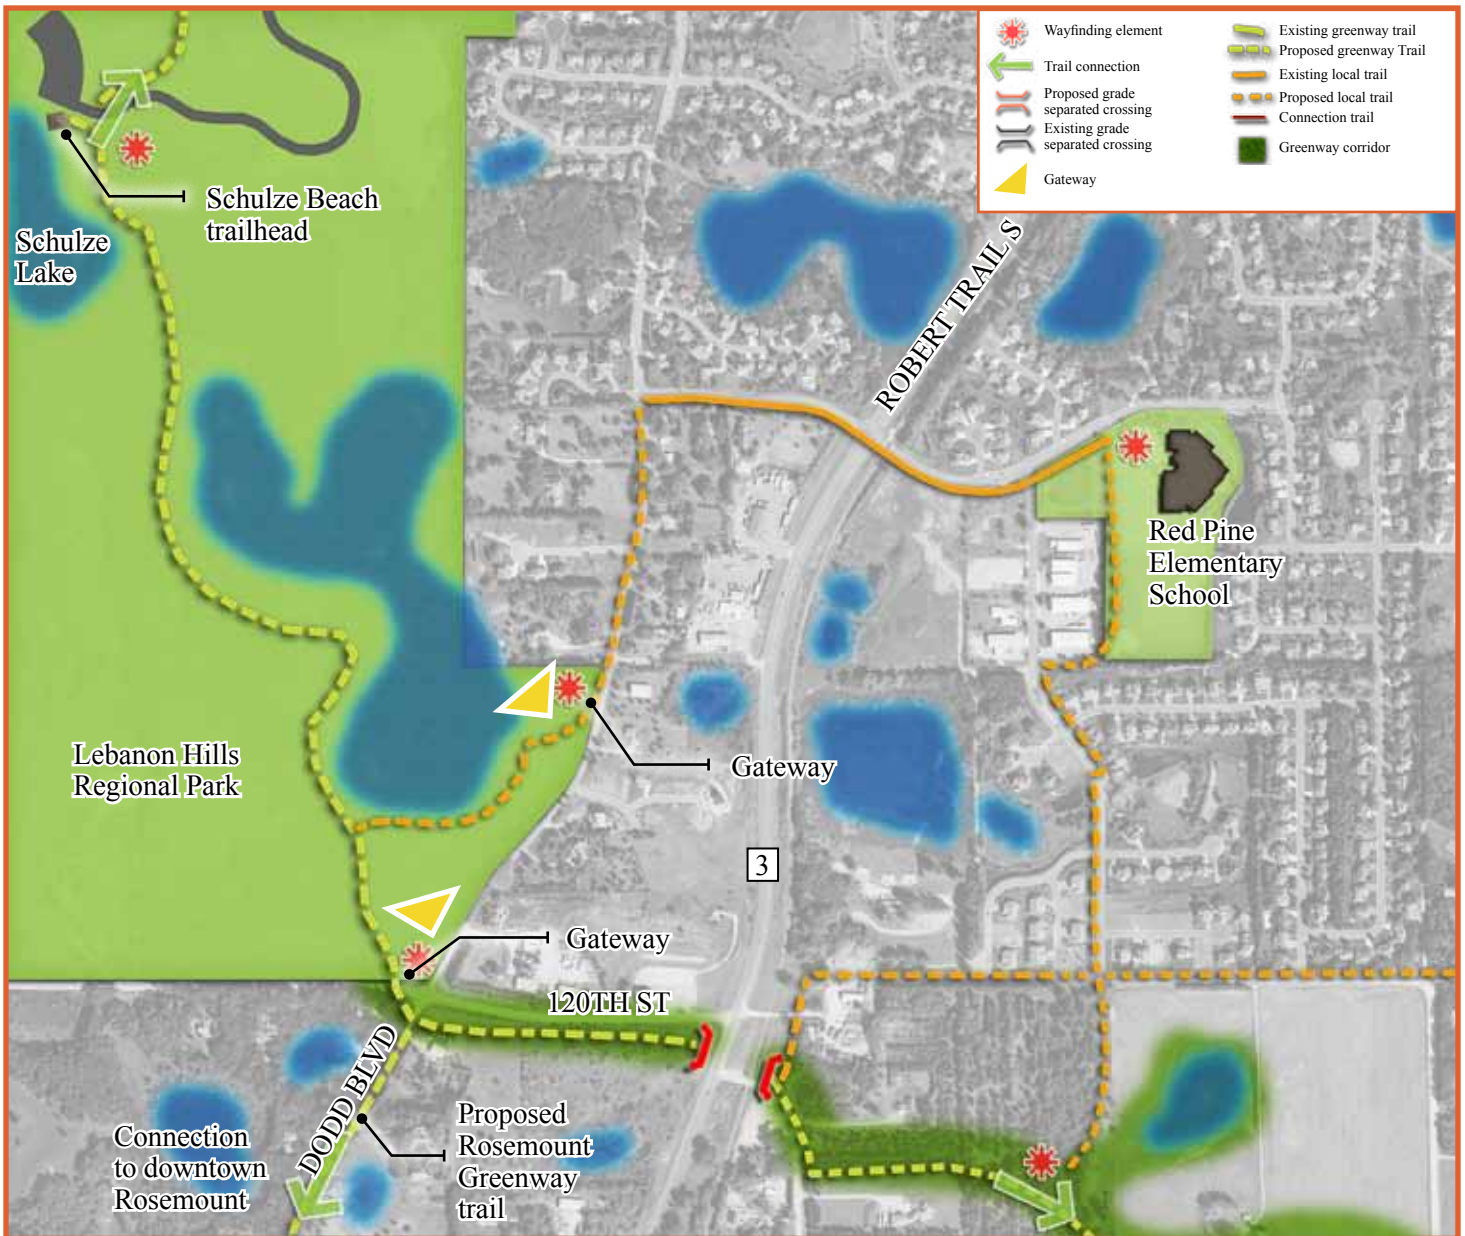 Wayfinding element
Trail connection
Proposed grade
separated crossing
Existing grade
separated crossing
Gateway
Existing greenway trail
Proposed greenway Trail
Existing local trail
Proposed local trail
Connection trail
Greenway corridor
Schulze Beach
trailhead
Schulze
Lake
ROBERT TRAIL S
Red Pine
Elementary
School
Lebanon Hills
Regional Park
Gateway
3
Gateway
120TH ST
DODD BLVD
Proposed
Rosemount
Greenway
trail
Connection
to downtown
Rosemount